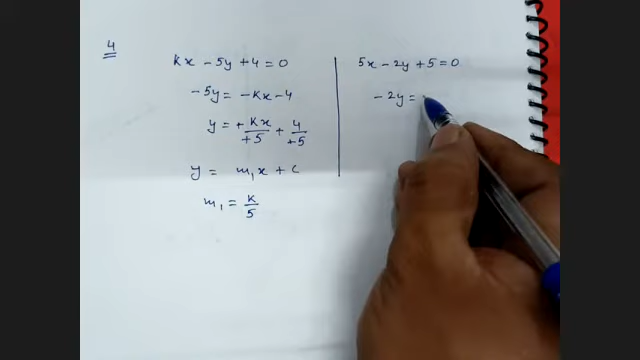 4
kx - 5y + 4 = 0
-5y = -kx - 4
y = +kx/+5 + 4/+5
y = m₁x + c
m₁ = k/5
5x - 2y + 5 = 0
-2y =